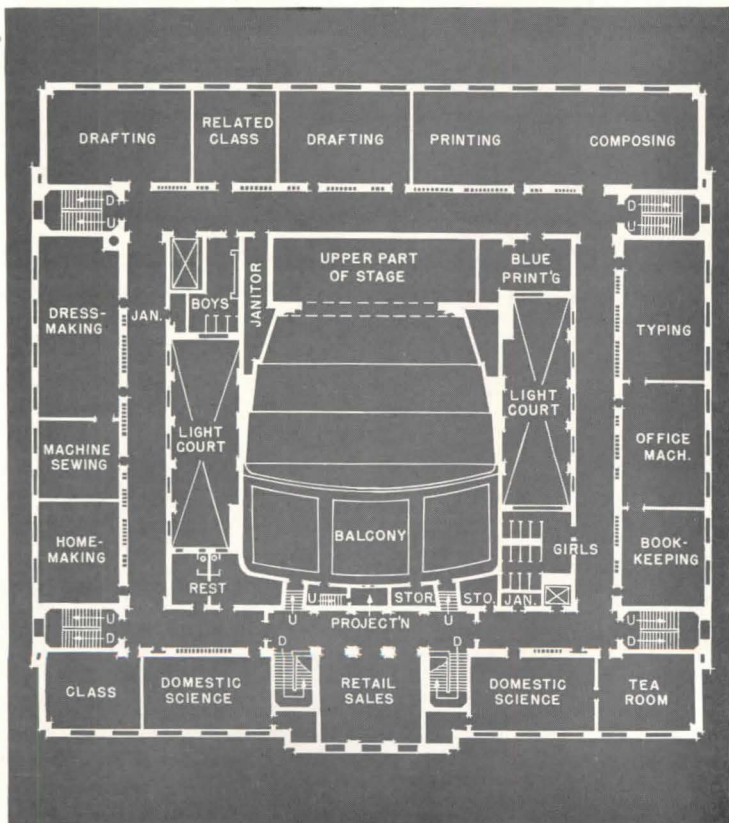 DRAFTING
RELATED
CLASS
DRAFTING
PRINTING
COMPOSING
D
U
D
U
UPPER PART
OF STAGE
BLUE
PRINT'G
BOYS
JANITOR
DRESS-
MAKING
JAN.
TYPING
LIGHT
COURT
LIGHT
COURT
MACHINE
SEWING
OFFICE
MACH.
HOME-
MAKING
BALCONY
GIRLS
BOOK-
KEEPING
REST
U
STOR.
STO.
JAN.
U
D
U
PROJECT'N
U
U
D
D
D
CLASS
DOMESTIC
SCIENCE
RETAIL
SALES
DOMESTIC
SCIENCE
TEA
ROOM